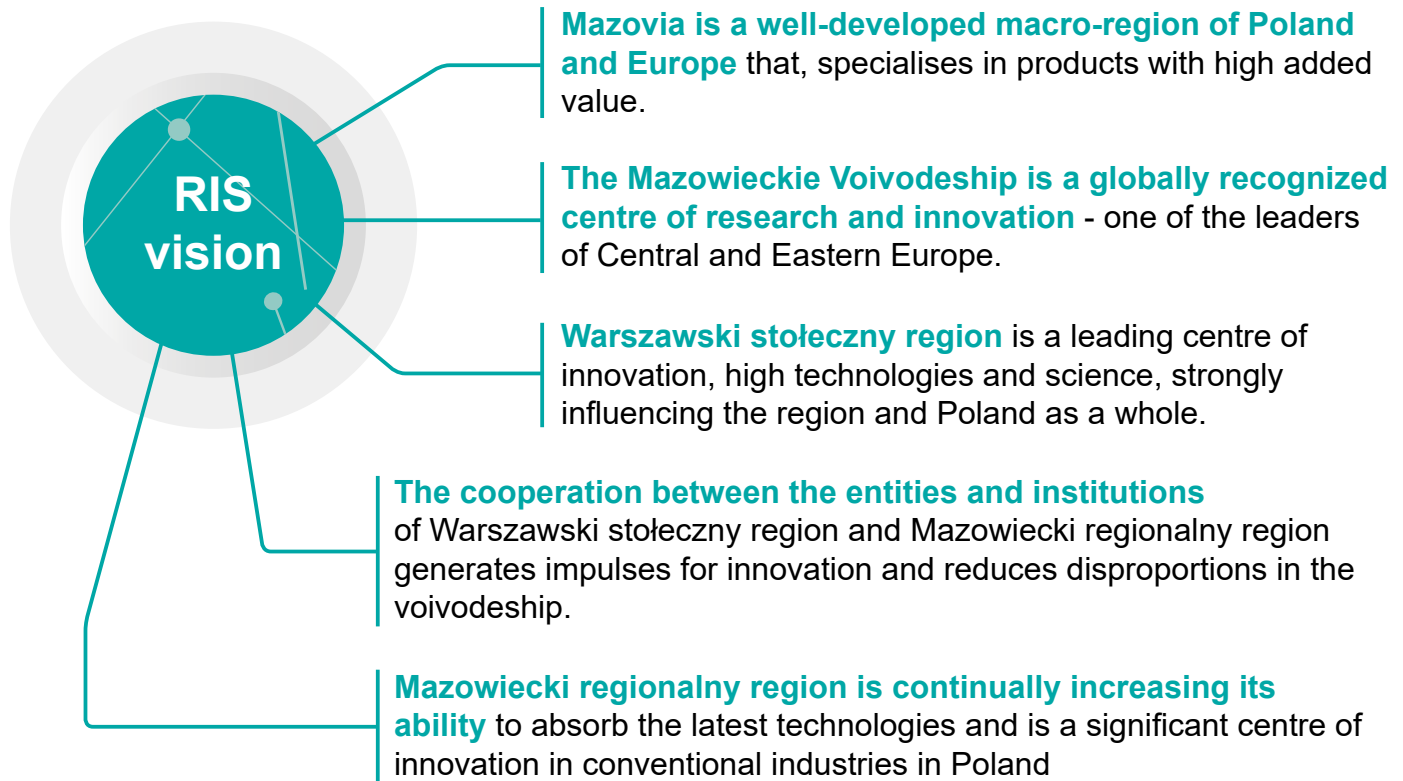 RIS
vision
Mazovia is a well-developed macro-region of Poland
and Europe that, specialises in products with high added
value.
The Mazowieckie Voivodeship is a globally recognized
centre of research and innovation - one of the leaders
of Central and Eastern Europe.
Warszawski stołeczny region is a leading centre of
innovation, high technologies and science, strongly
influencing the region and Poland as a whole.
The cooperation between the entities and institutions
of Warszawski stołeczny region and Mazowiecki regionalny region
generates impulses for innovation and reduces disproportions in the
voivodeship.
Mazowiecki regionalny region is continually increasing its
ability to absorb the latest technologies and is a significant centre of
innovation in conventional industries in Poland